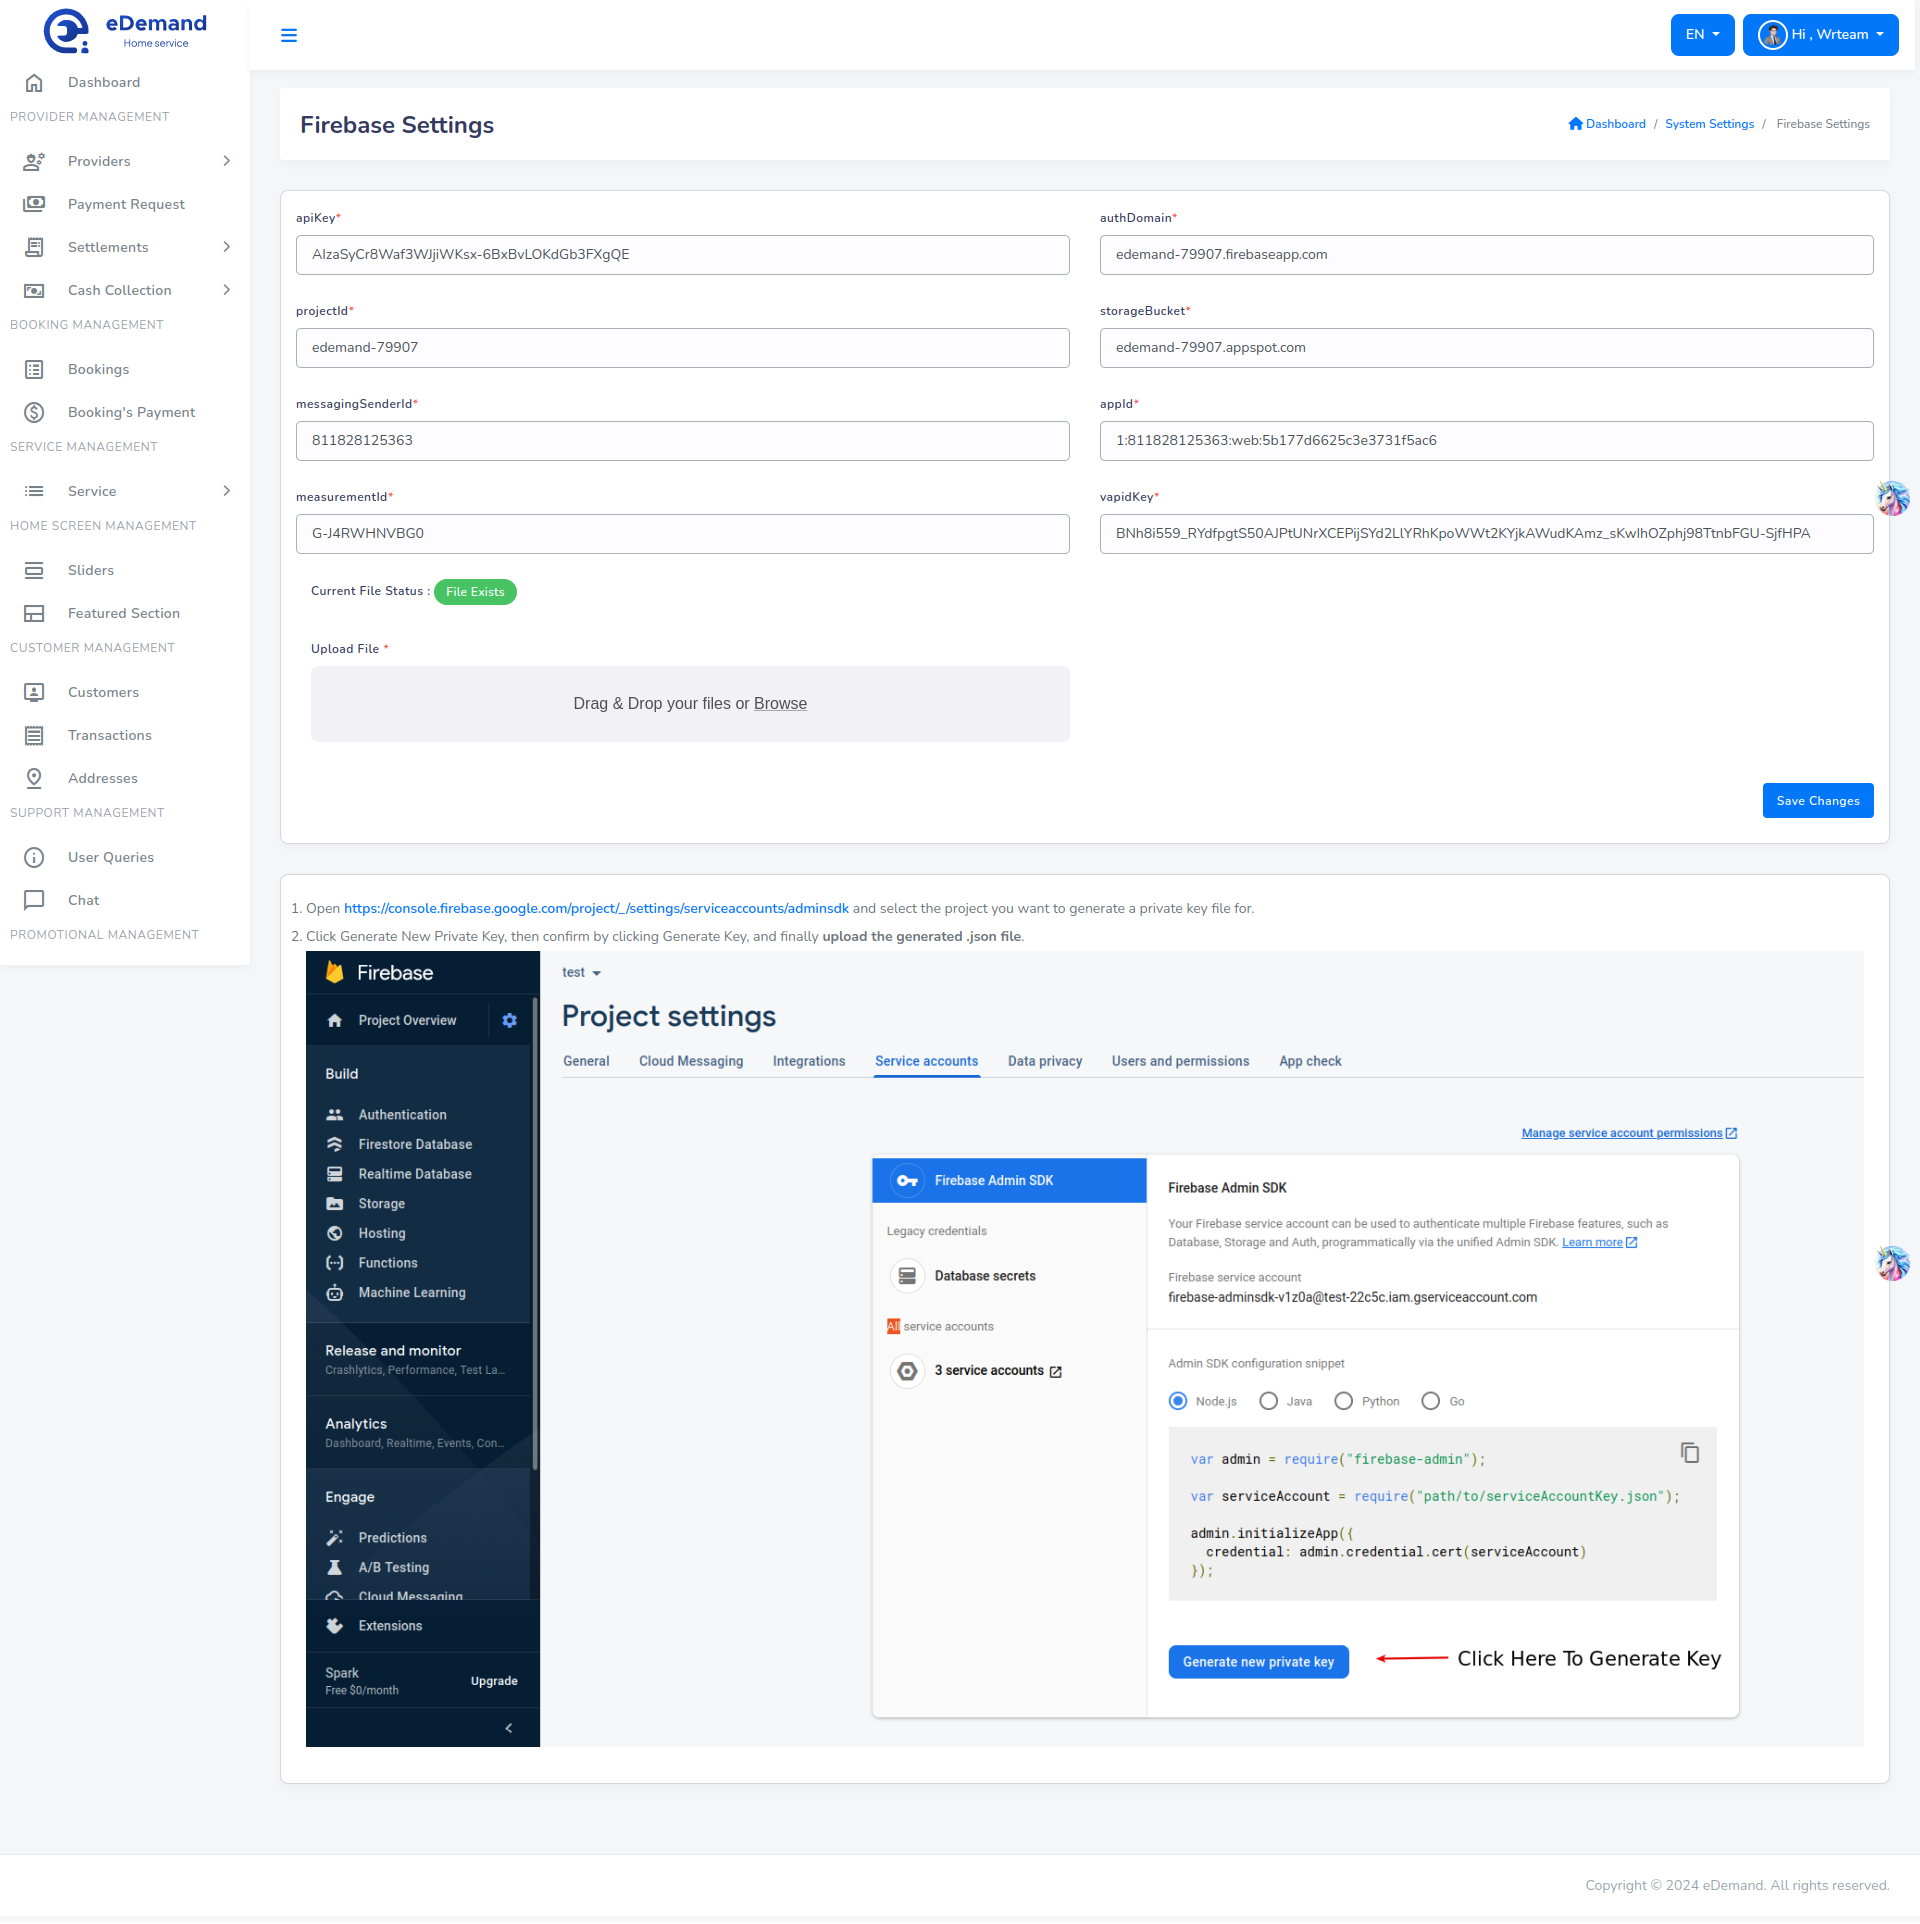 eDemand
Home service
Dashboard
PROVIDER MANAGEMENT
Providers
Payment Request
Settlements
Cash Collection
BOOKING MANAGEMENT
Bookings
Booking's Payment
SERVICE MANAGEMENT
Service
HOME SCREEN MANAGEMENT
Sliders
Featured Section
CUSTOMER MANAGEMENT
Customers
Transactions
Addresses
SUPPORT MANAGEMENT
User Queries
Chat
PROMOTIONAL MANAGEMENT
EN
Hi , Wrteam
Firebase Settings
Dashboard / System Settings / Firebase Settings
apiKey*
AIzaSyCr8Waf3WJjiWKsx-6BxBvLOKdGb3FXgQE
authDomain*
edemand-79907.firebaseapp.com
projectId*
edemand-79907
storageBucket*
edemand-79907.appspot.com
messagingSenderId*
811828125363
appId*
1:811828125363:web:5b177d6625c3e3731f5ac6
measurementId*
G-J4RWHNVBG0
vapidKey*
BNh8i559_RYdfpgtS50AJPtUNrXCEPijSYd2LlYRhKpoWWt2KYjkAWudKAmz_sKwIhOZphj98TtnbFGU-SjfHPA
Current File Status : File Exists
Upload File *
Drag & Drop your files or Browse
Save Changes
1. Open https://console.firebase.google.com/project/_/settings/serviceaccounts/adminsdk and select the project you want to generate a private key file for.
2. Click Generate New Private Key, then confirm by clicking Generate Key, and finally upload the generated .json file.
Firebase
Project Overview
Build
Authentication
Firestore Database
Realtime Database
Storage
Hosting
Functions
Machine Learning
Release and monitor
Crashlytics, Performance, Test La...
Analytics
Dashboard, Realtime, Events, Con...
Engage
Predictions
A/B Testing
Cloud Messaging
Extensions
Spark
Free $0/month
Upgrade
test
Project settings
General Cloud Messaging Integrations Service accounts Data privacy Users and permissions App check
Manage service account permissions
Firebase Admin SDK
Legacy credentials
Database secrets
All service accounts
3 service accounts
Firebase Admin SDK
Your Firebase service account can be used to authenticate multiple Firebase features, such as
Database, Storage and Auth, programmatically via the unified Admin SDK. Learn more
Firebase service account
firebase-adminsdk-v1z0a@test-22c5c.iam.gserviceaccount.com
Admin SDK configuration snippet
Node.js Java Python Go
var admin = require("firebase-admin");
var serviceAccount = require("path/to/serviceAccountKey.json");
admin.initializeApp({
credential: admin.credential.cert(serviceAccount)
});
Generate new private key
Click Here To Generate Key
Copyright © 2024 eDemand. All rights reserved.